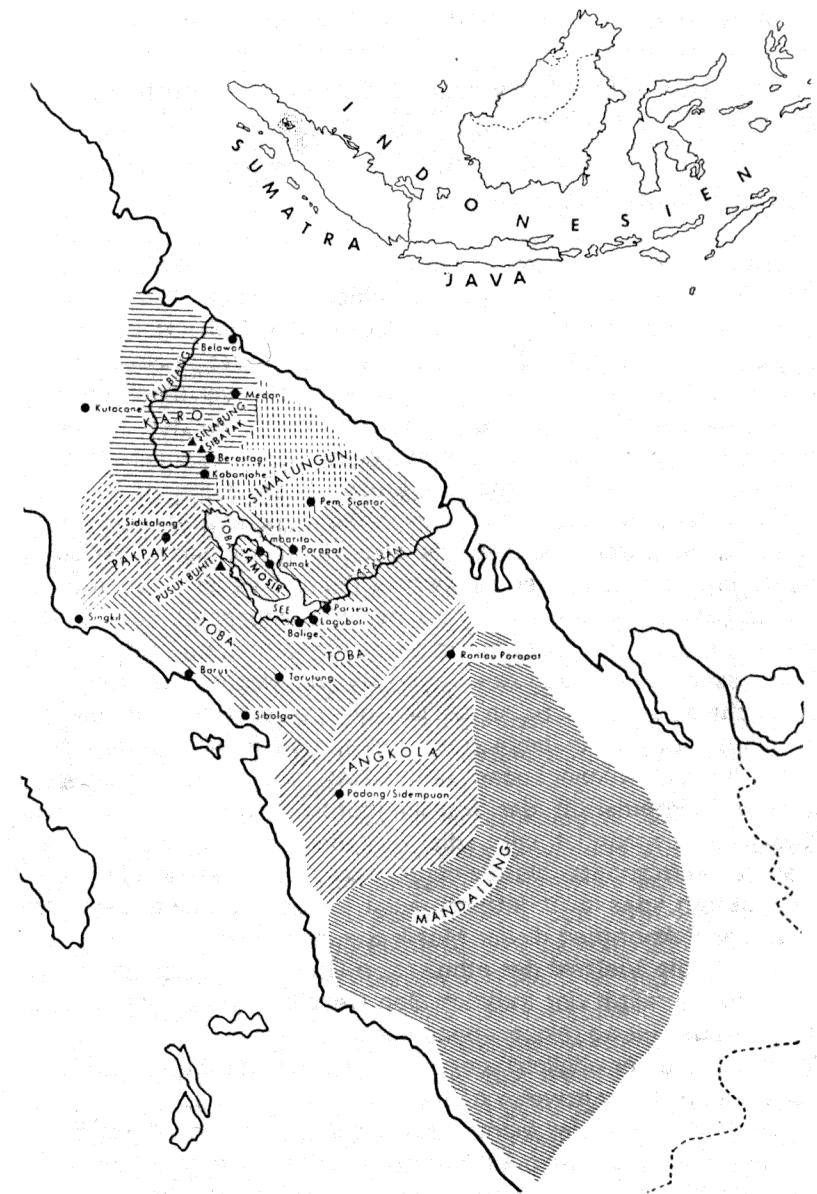 INDONESIEN
SUMATRA
JAVA
Belawan
LAU BIANG
Medan
Kutacane
KARO
SINABUNG
SIBAYAK
Berastagi
Kabanjahe
SIMALUNGUN
Pem. Siantar
Sidikalang
TOBA
Ambarita
Parapat
PAKPAK
SAMOSIR
Tomok
ASAHAN
PUSUK BUHIT
SEE
Porsea
Singkil
Laguboti
TOBA
Balige
TOBA
Rantau Parapat
Barus
Tarutung
Sibolga
ANGKOLA
Padang/Sidempuan
MANDAILING